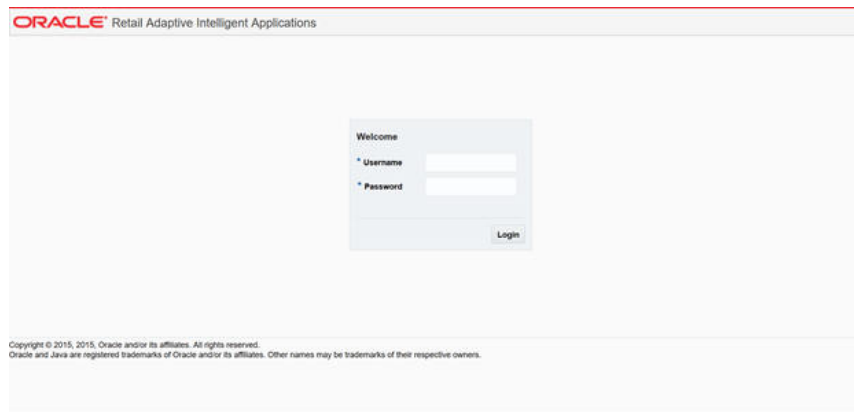 ORACLE® Retail Adaptive Intelligent Applications
Welcome
* Username
* Password
Login
Copyright © 2015, 2015, Oracle and/or its affiliates. All rights reserved.
Oracle and Java are registered trademarks of Oracle and/or its affiliates. Other names may be trademarks of their respective owners.